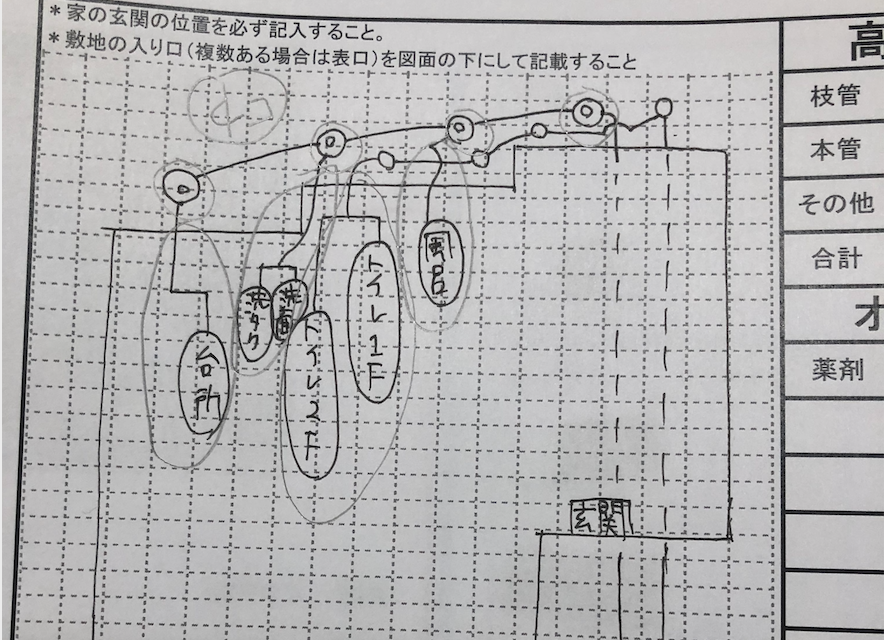 *家の玄関の位置を必ず記入すること。
*敷地の入り口(複数ある場合は表口)を図面の下にして記載すること
高
枝管
本管
その他
合計
薬剤
風呂
トイレ1F
洗タク
洗面
トイレ2F
台所
玄関